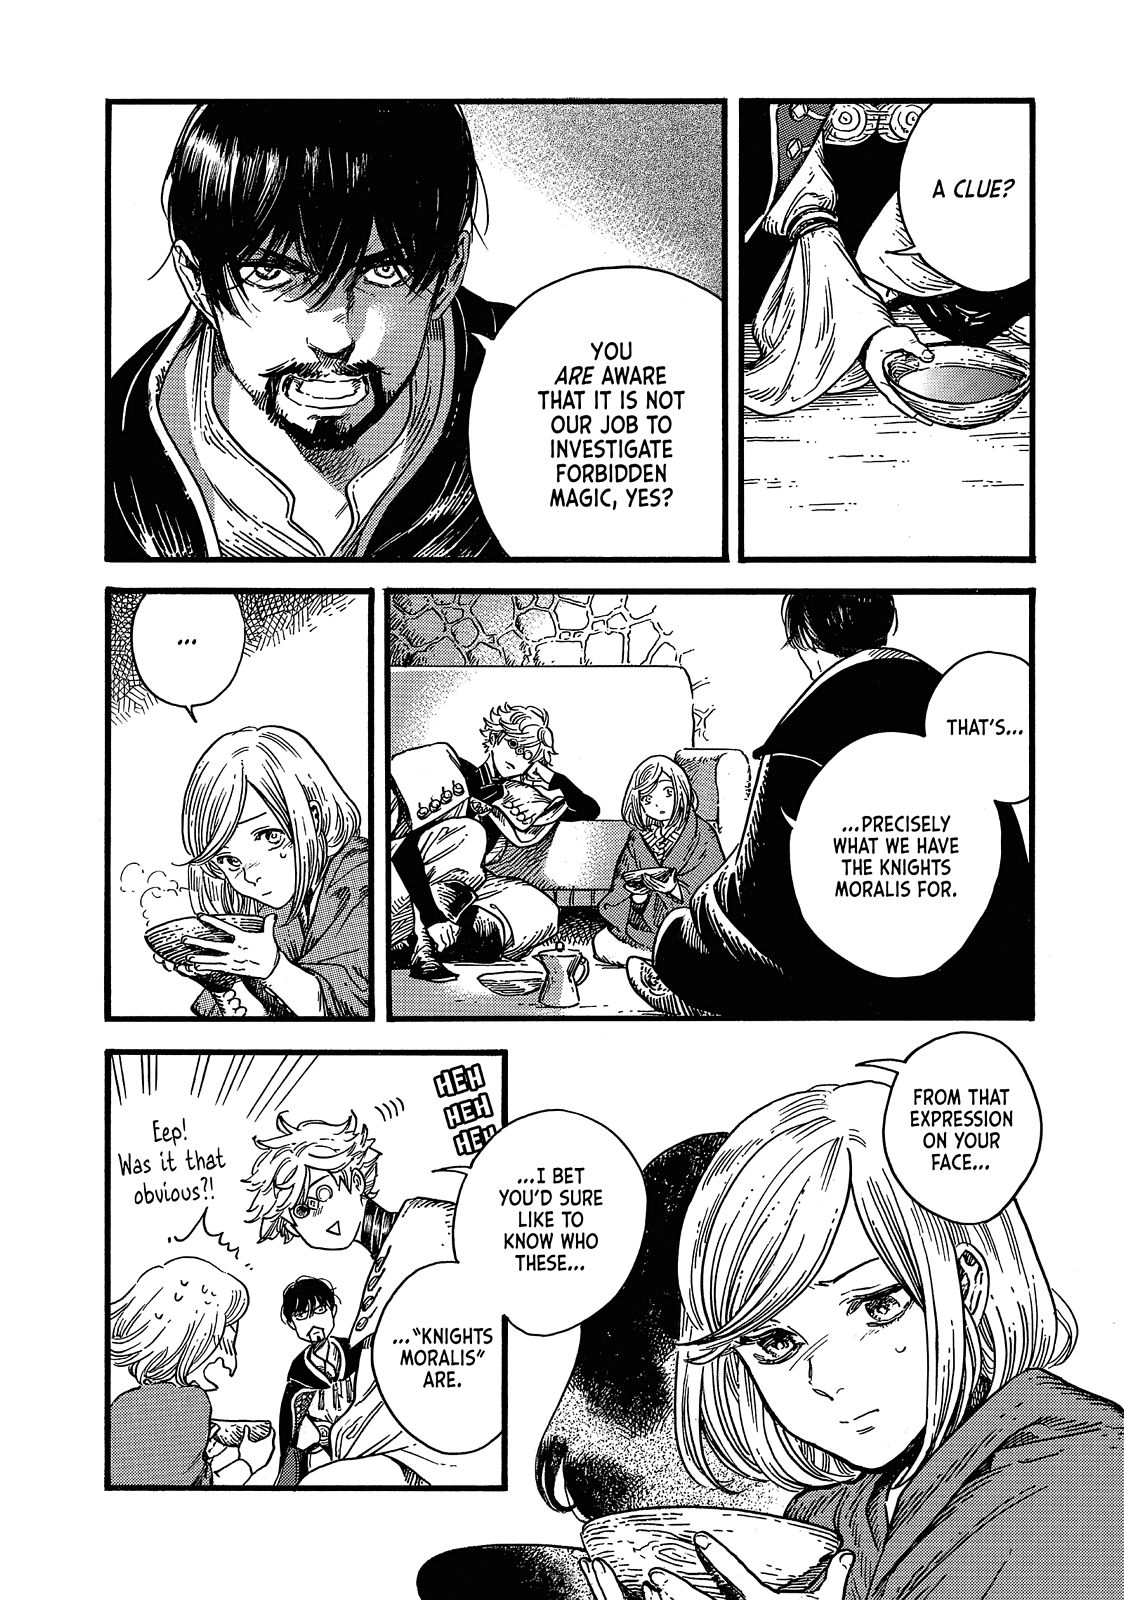 A CLUE?
YOU
ARE AWARE
THAT IT IS NOT
OUR JOB TO
INVESTIGATE
FORBIDDEN
MAGIC, YES?
THAT'S...
...PRECISELY
WHAT WE HAVE
THE KNIGHTS
MORALIS FOR.
...
FROM THAT
EXPRESSION
ON YOUR
FACE...
...I BET
YOU'D SURE
LIKE TO
KNOW WHO
THESE...
..."KNIGHTS
MORALIS"
ARE.
HEH
HEH
HEH
Eep!
Was it that
obvious?!